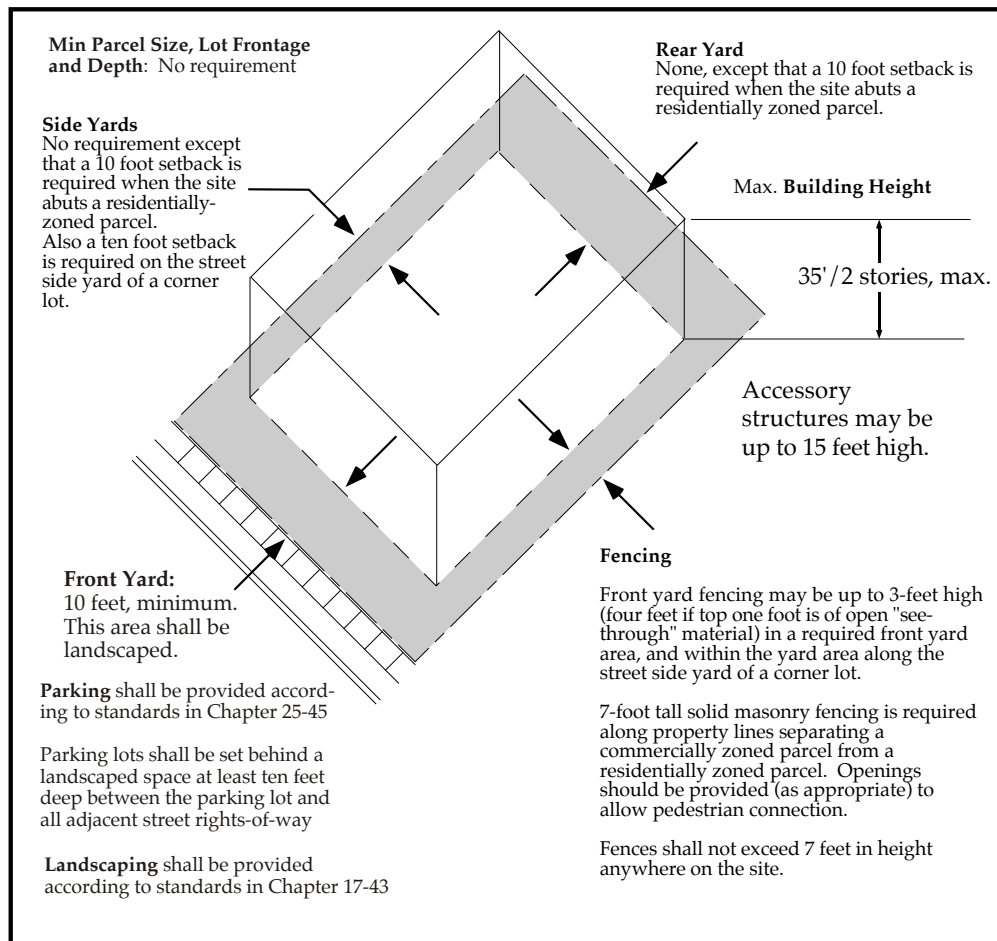 Min Parcel Size, Lot Frontage
and Depth: No requirement
Side Yards
No requirement except
that a 10 foot setback is
required when the site
abuts a residentially-
zoned parcel.
Also a ten foot setback
is required on the street
side yard of a corner
lot.
Rear Yard
None, except that a 10 foot setback is
required when the site abuts a
residentially zoned parcel.
Max. Building Height
35'/2 stories, max.
Accessory
structures may be
up to 15 feet high.
Front Yard:
10 feet, minimum.
This area shall be
landscaped.
Parking shall be provided accord-
ing to standards in Chapter 25-45
Parking lots shall be set behind a
landscaped space at least ten feet
deep between the parking lot and
all adjacent street rights-of-way
Landscaping shall be provided
according to standards in Chapter 17-43
Fencing
Front yard fencing may be up to 3-feet high
(four feet if top one foot is of open "see-
through" material) in a required front yard
area, and within the yard area along the
street side yard of a corner lot.
7-foot tall solid masonry fencing is required
along property lines separating a
commercially zoned parcel from a
residentially zoned parcel. Openings
should be provided (as appropriate) to
allow pedestrian connection.
Fences shall not exceed 7 feet in height
anywhere on the site.